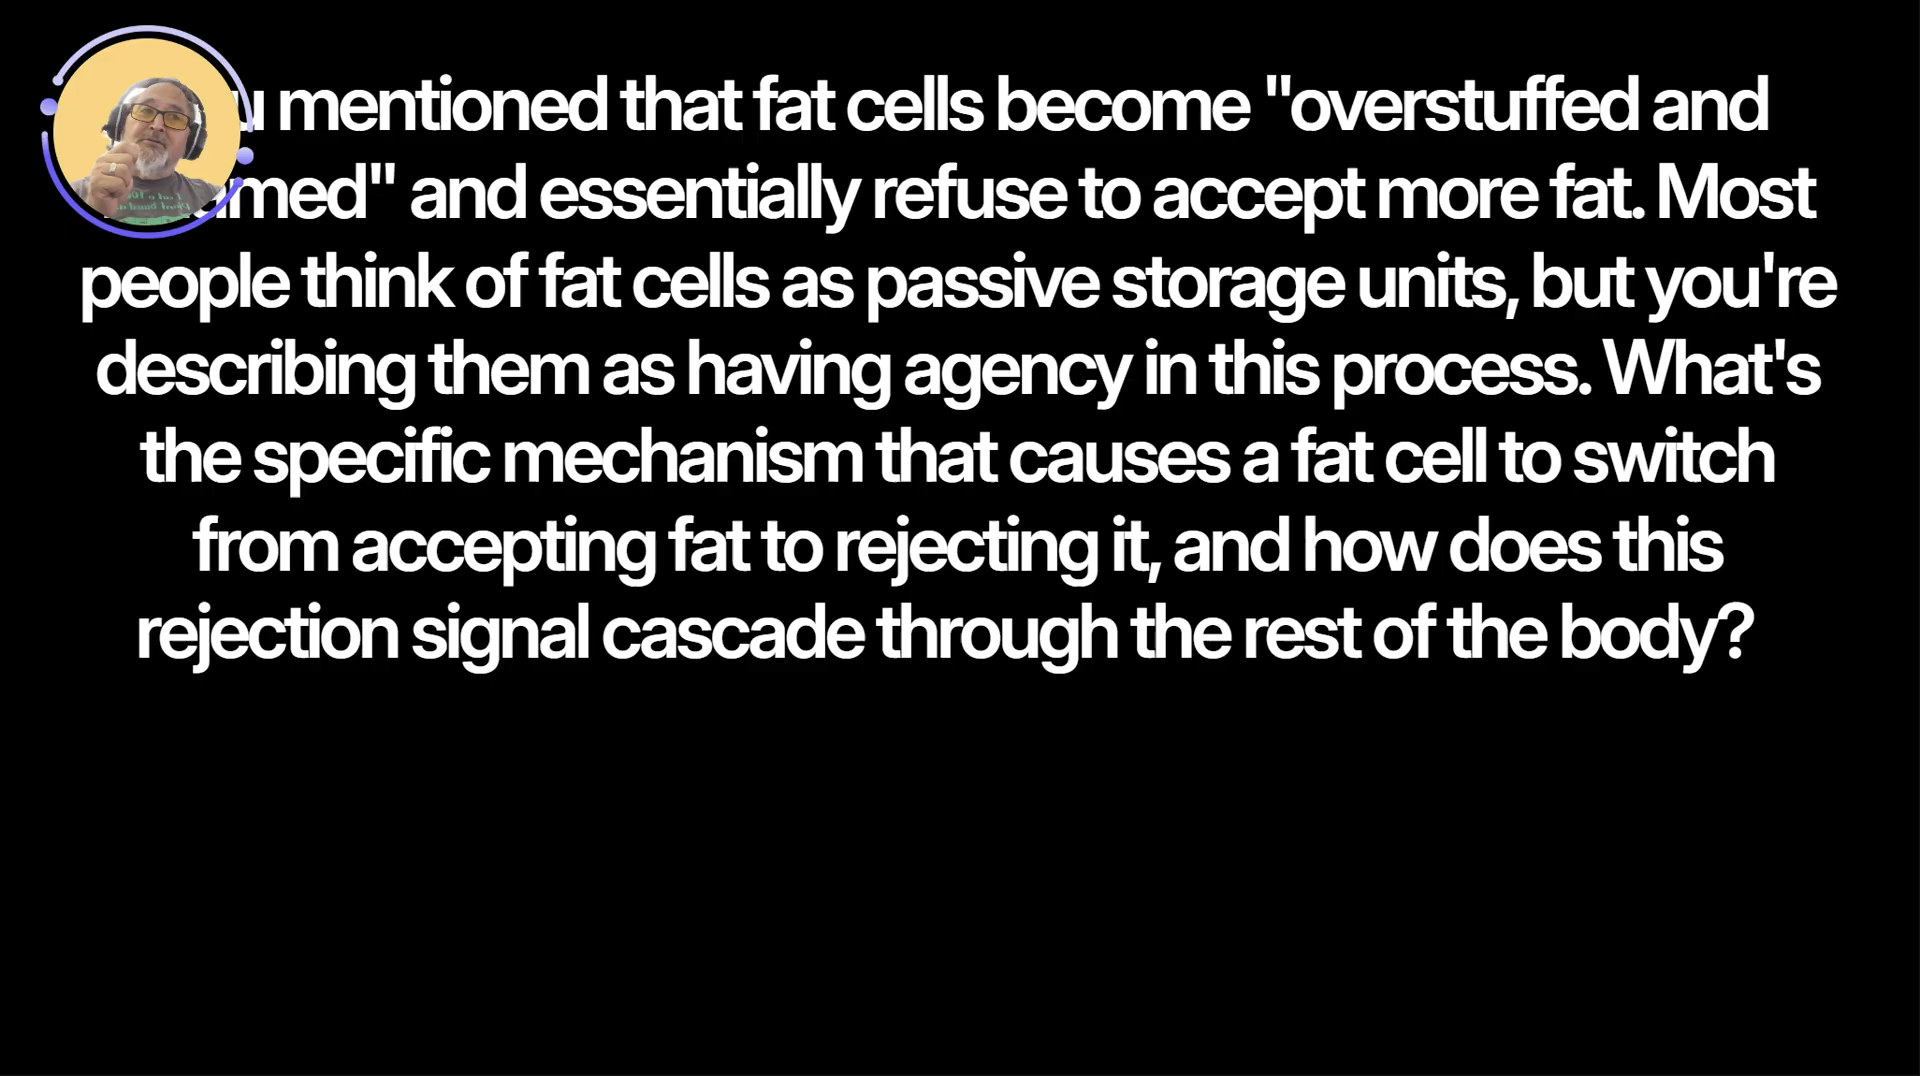 mentioned that fat cells become "overstuffed and
and essentially refuse to accept more fat. Most
people think of fat cells as passive storage units, but you're
describing them as having agency in this process. What's
the specific mechanism that causes a fat cell to switch
from accepting fat to rejecting it, and how does this
rejection signal cascade through the rest of the body?